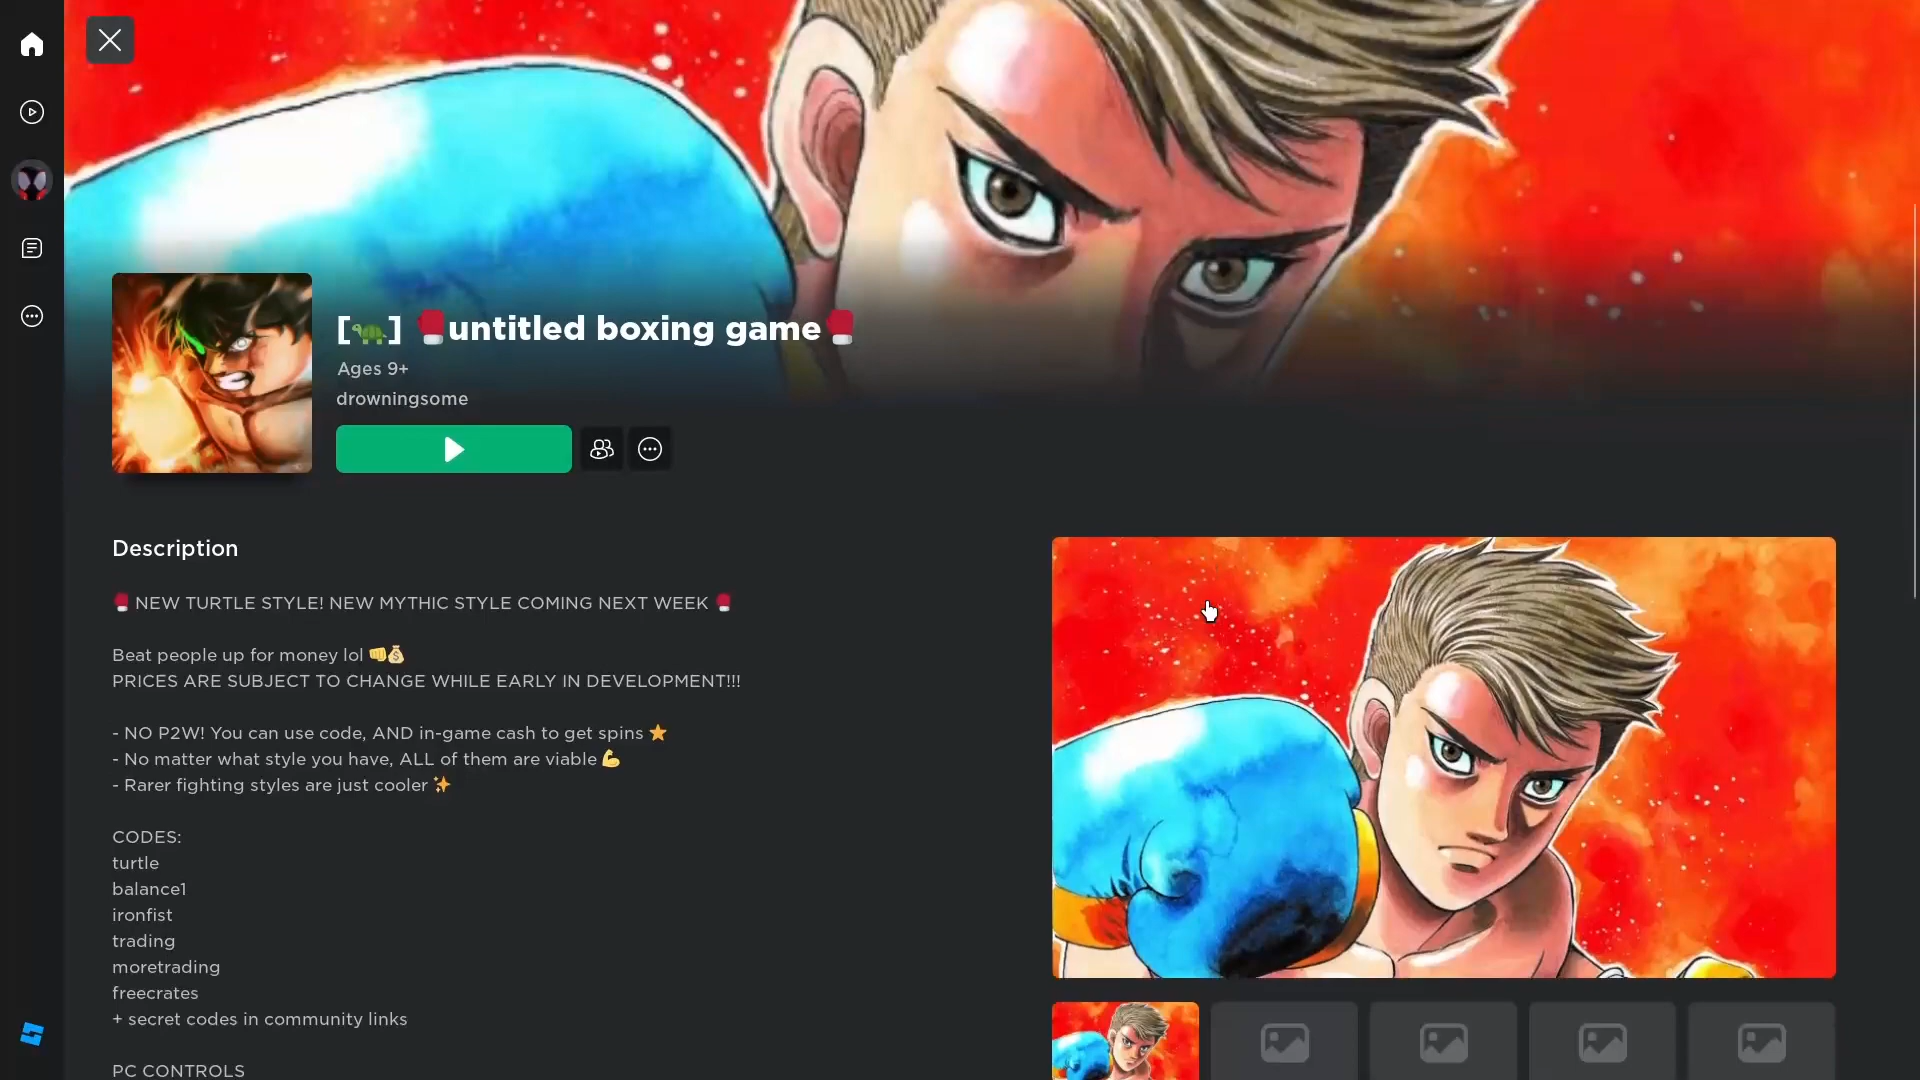 [🐢] 🥊untitled boxing game🥊
Ages 9+
drowningsome
Description
🥊 NEW TURTLE STYLE! NEW MYTHIC STYLE COMING NEXT WEEK 🥊
Beat people up for money lol 👊💰
PRICES ARE SUBJECT TO CHANGE WHILE EARLY IN DEVELOPMENT!!!
- NO P2W! You can use code, AND in-game cash to get spins ⭐
- No matter what style you have, ALL of them are viable 💪
- Rarer fighting styles are just cooler ✨
CODES:
turtle
balance1
ironfist
trading
moretrading
freecrates
+ secret codes in community links
PC CONTROLS